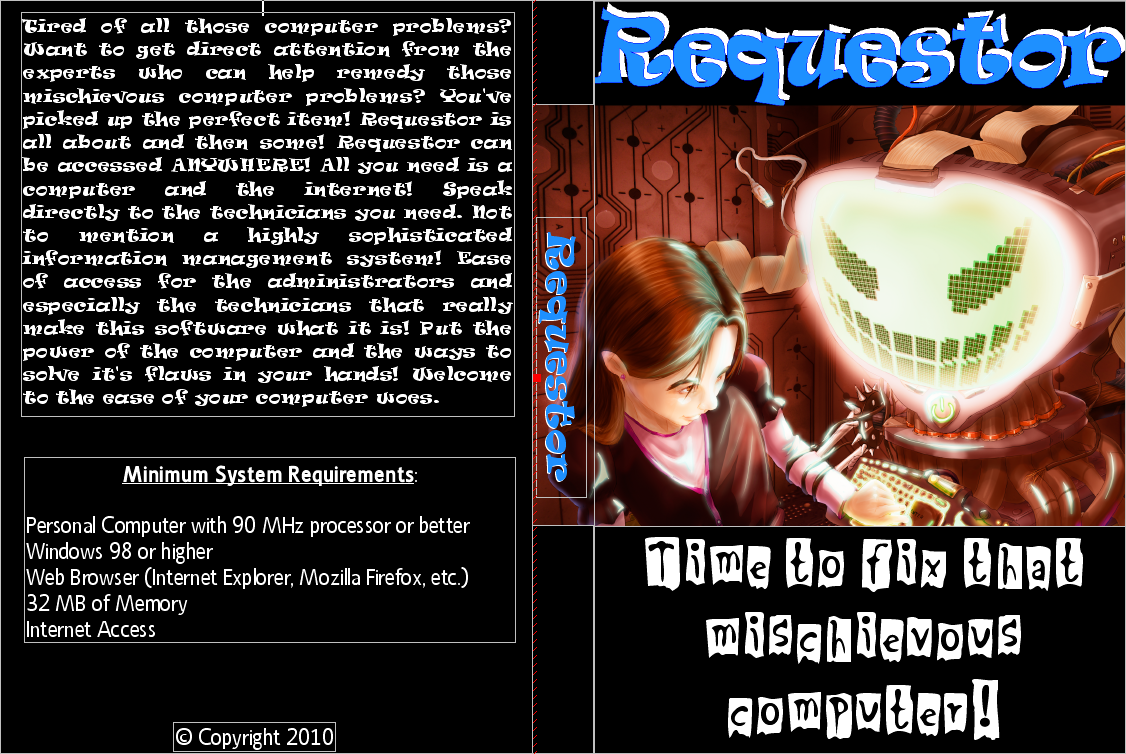 Tired of all those computer problems?
Want to get direct attention from the
experts who can help remedy those
mischievous computer problems? You've
picked up the perfect item! Requestor is
all about and then some! Requestor can
be accessed ANYWHERE! All you need is a
computer and the internet! Speak
directly to the technicians you need. Not
to mention a highly sophisticated
information management system! Ease
of access for the administrators and
especially the technicians that really
make this software what it is! Put the
power of the computer and the ways to
solve it's flaws in your hands! Welcome
to the ease of your computer woes.
Minimum System Requirements:
Personal Computer with 90 MHz processor or better
Windows 98 or higher
Web Browser (Internet Explorer, Mozilla Firefox, etc.)
32 MB of Memory
Internet Access
© Copyright 2010
Requestor
Requestor
Time to fix that
mischievous
computer!